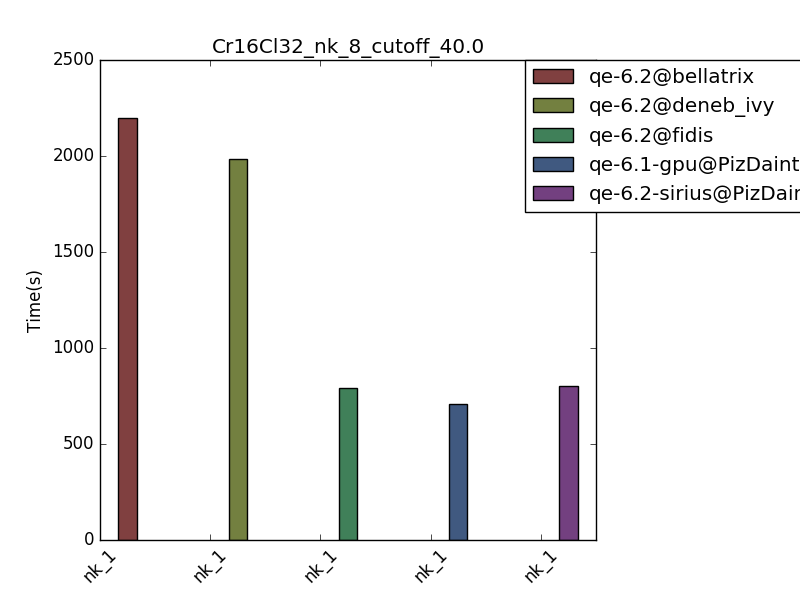 Cr16Cl32_nk_8_cutoff_40.0
2500
2000
1500
1000
500
0
Time(s)
nk_1
nk_1
nk_1
nk_1
nk_1
qe-6.2@bellatrix
qe-6.2@deneb_ivy
qe-6.2@fidis
qe-6.1-gpu@PizDaint
qe-6.2-sirius@PizDain